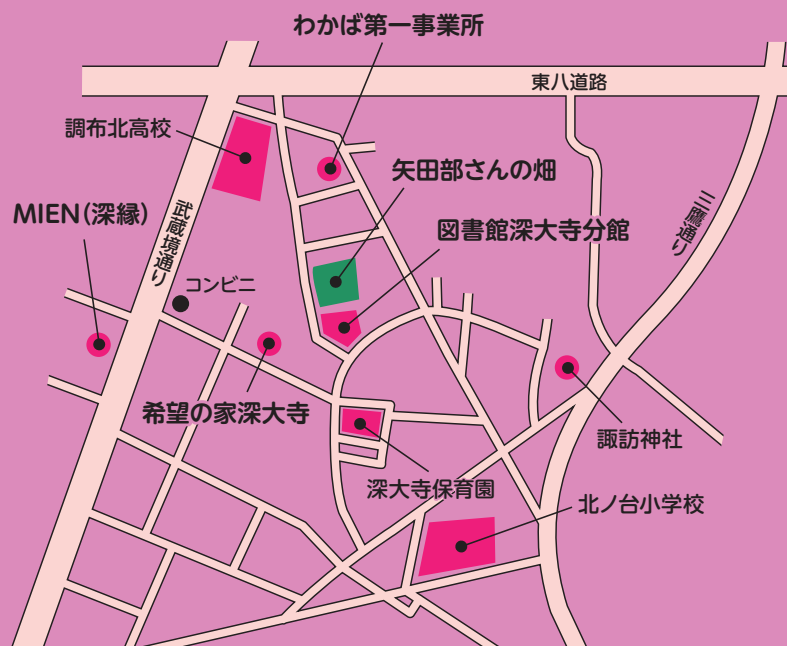 わかば第一事業所
東八道路
調布北高校
矢田部さんの畑
MIEN(深縁)
武蔵境通り
三鷹通り
図書館深大寺分館
コンビニ
希望の家深大寺
諏訪神社
深大寺保育園
北ノ台小学校